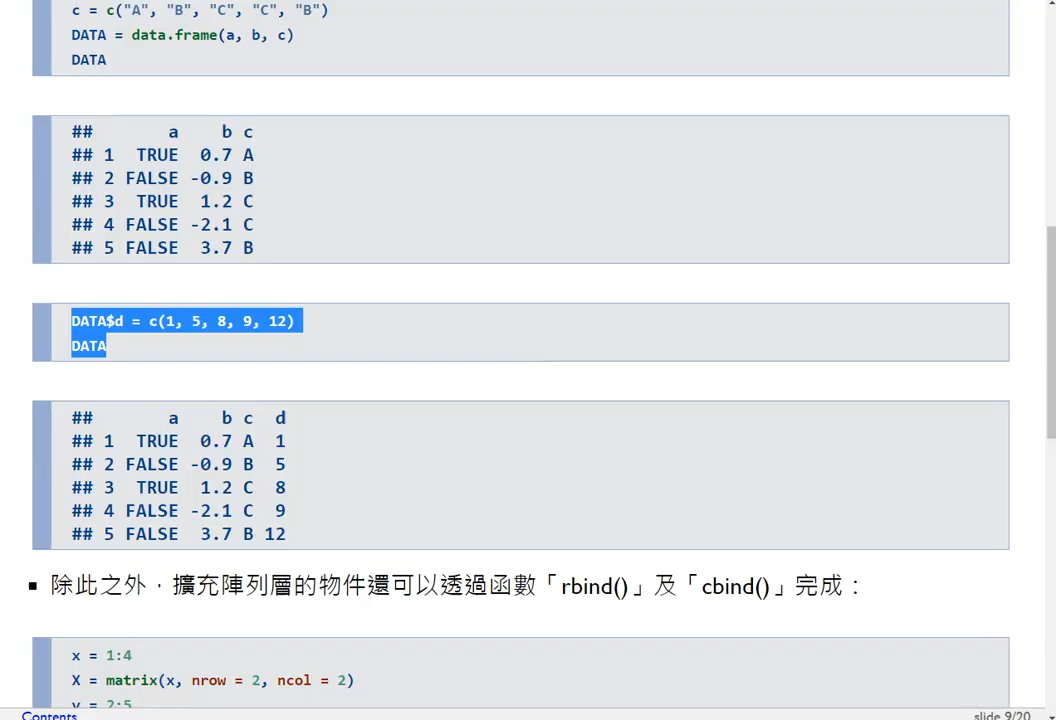 c = c("A", "B", "C", "C", "B")
DATA = data.frame(a, b, c)
DATA
##       a    b c
## 1  TRUE  0.7 A
## 2 FALSE -0.9 B
## 3  TRUE  1.2 C
## 4 FALSE -2.1 C
## 5 FALSE  3.7 B
DATA$d = c(1, 5, 8, 9, 12)
DATA
##       a    b c  d
## 1  TRUE  0.7 A  1
## 2 FALSE -0.9 B  5
## 3  TRUE  1.2 C  8
## 4 FALSE -2.1 C  9
## 5 FALSE  3.7 B 12
▪ 除此之外，擴充陣列層的物件還可以透過函數「rbind()」及「cbind()」完成：
x = 1:4
X = matrix(x, nrow = 2, ncol = 2)
y = 2:5
Contents
slide 9/20